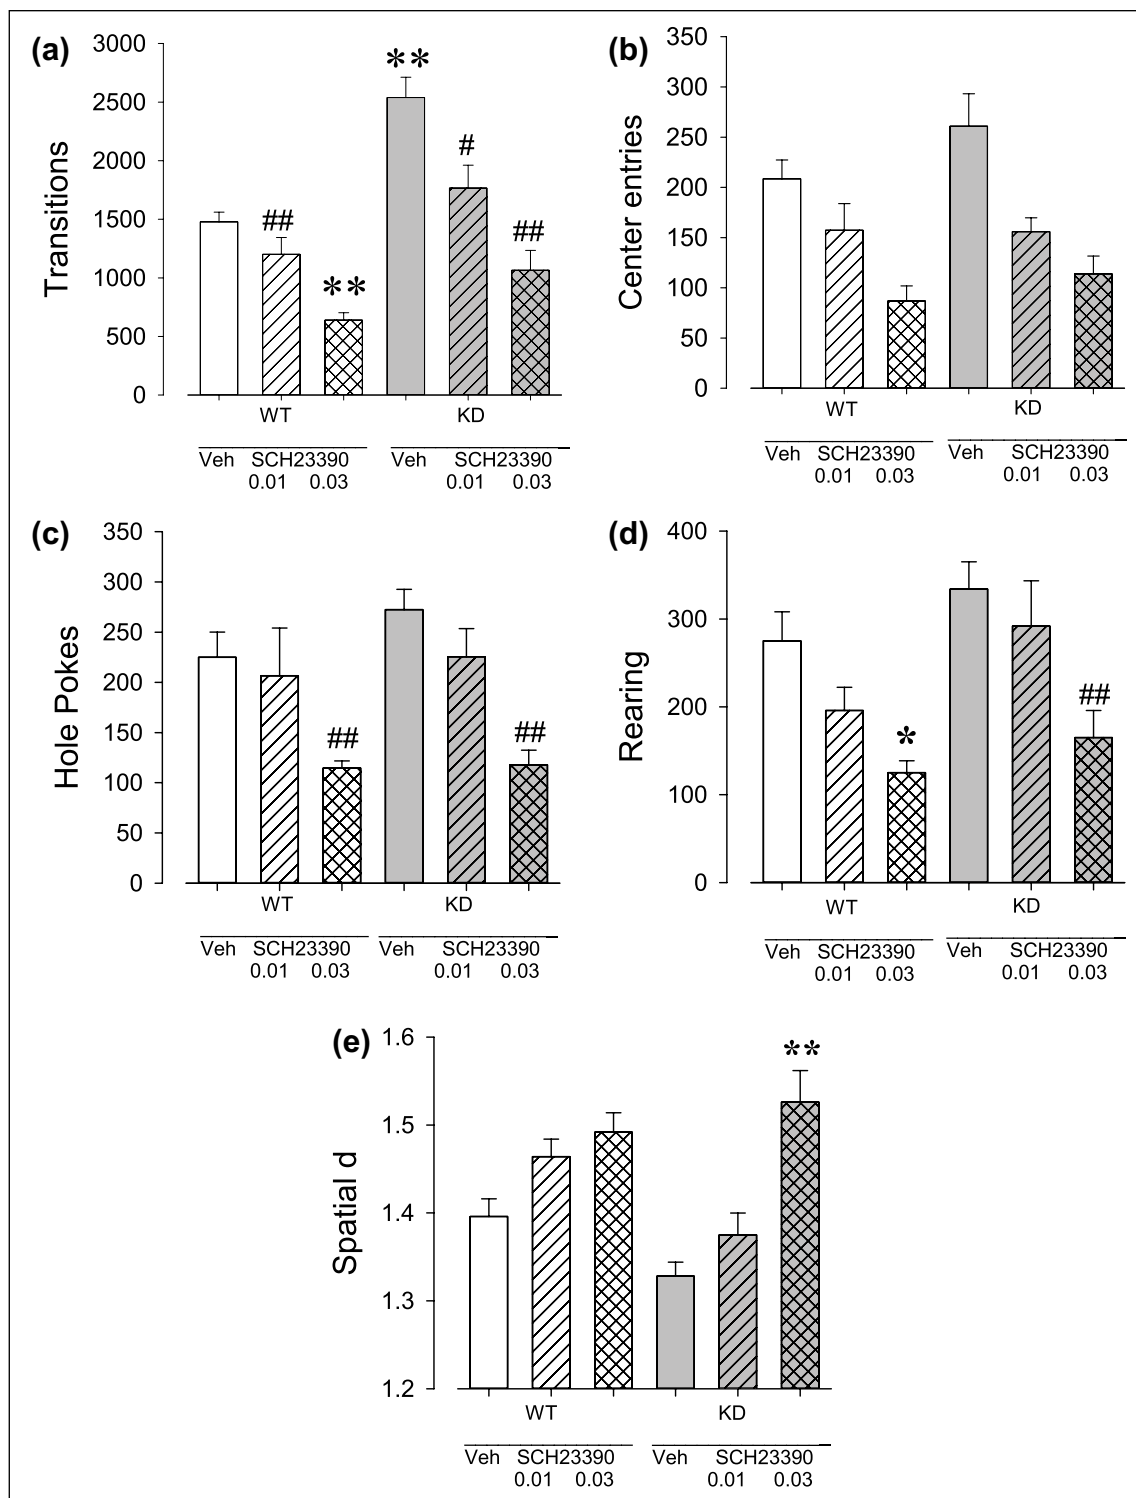 (a)
Transitions
3000
2500
2000
1500
1000
500
0
##
**
**
#
##
WT KD
Veh SCH23390 Veh SCH23390
0.01 0.03 0.01 0.03
(b)
Center entries
350
300
250
200
150
100
50
0
WT KD
Veh SCH23390 Veh SCH23390
0.01 0.03 0.01 0.03
(c)
Hole Pokes
350
300
250
200
150
100
50
0
##
##
WT KD
Veh SCH23390 Veh SCH23390
0.01 0.03 0.01 0.03
(d)
Rearing
400
300
200
100
0
*
##
WT KD
Veh SCH23390 Veh SCH23390
0.01 0.03 0.01 0.03
(e)
Spatial d
1.6
1.5
1.4
1.3
1.2
**
WT KD
Veh SCH23390 Veh SCH23390
0.01 0.03 0.01 0.03